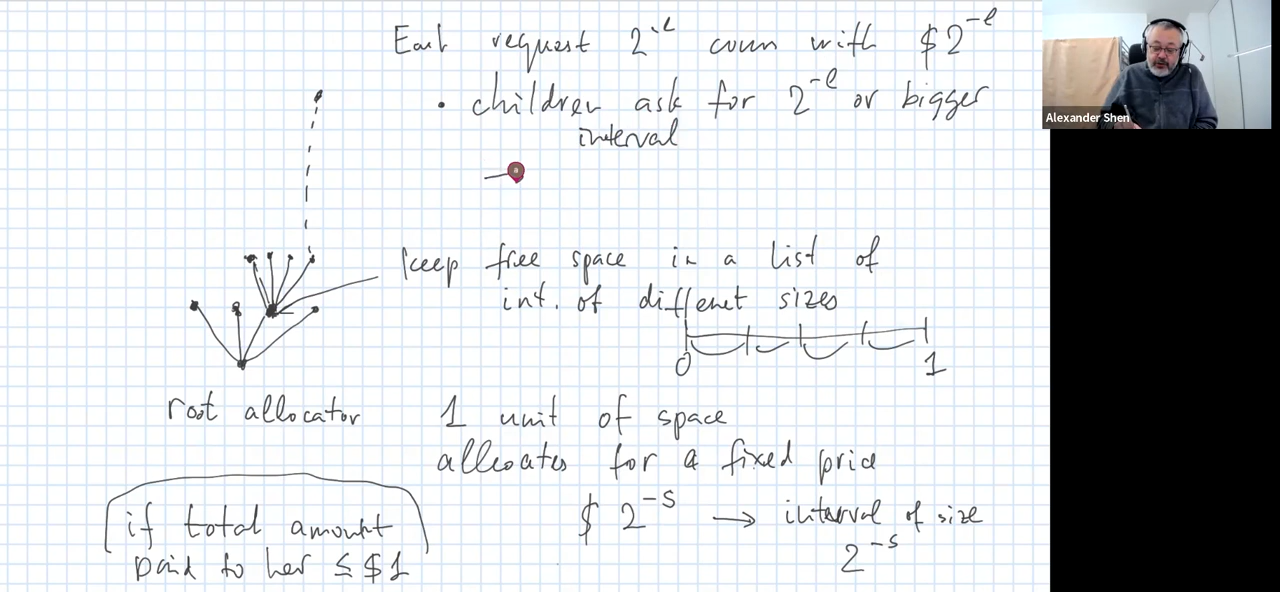 Each request 2^-l comes with $2^-l
• children ask for 2^-l or bigger
interval
Alexander Shen
keep free space in a list of
int. of diffenet sizes
0 1
root allocator
1 unit of space
allocates for a fixed price
if total amount
paid to her ≤ $1
$ 2^-s → interval of size
2^-s